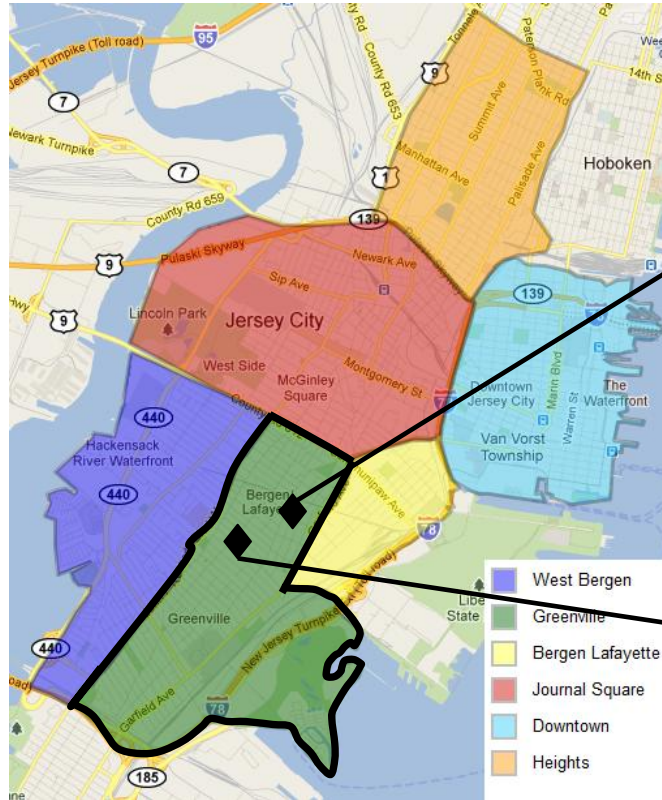 95
Jersey Turnpike (Toll road)
7
Newark Turnpike
7
County Rd 659
County Rd 653
9
Tonnele
Paterson Plank Rd
14th S
Summit Ave
Manhattan Ave
Palisade Ave
Hoboken
1
139
Pulaski Skyway
Newark Ave
9
Sip Ave
Hwy
9
Lincoln Park
Jersey City
West Side
McGinley
Square
Montgomery St
139
Downtown
Jersey City
Marin Blvd
Warren St
The
Waterfront
Van Vorst
Township
440
County
Hackensack
River Waterfront
440
Bergen
78
Greenville
New Jersey Turnpike
Garfield Ave
78
440
185
State
West Bergen
Greenville
Bergen Lafayette
Journal Square
Downtown
Heights